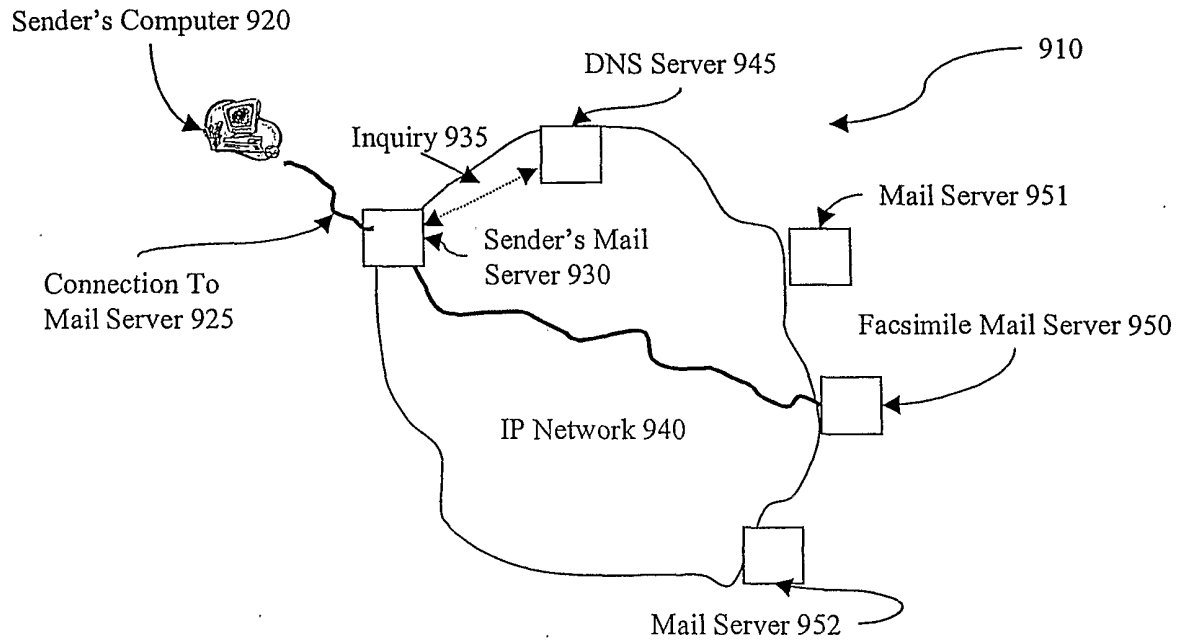 Sender's Computer 920
DNS Server 945
910
Inquiry 935
Mail Server 951
Sender's Mail
Server 930
Connection To
Mail Server 925
Facsimile Mail Server 950
IP Network 940
Mail Server 952